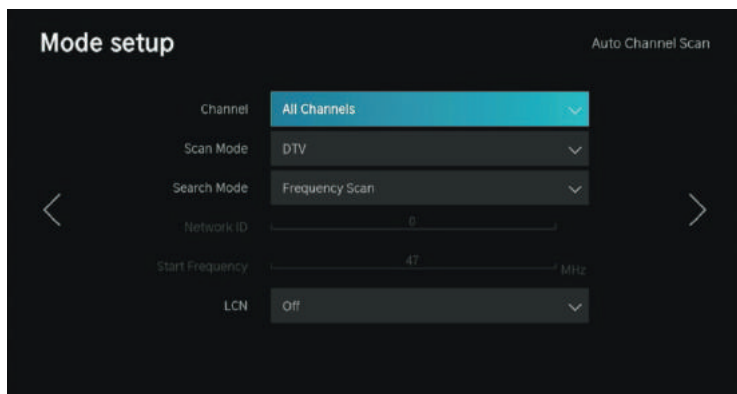 Mode setup
Auto Channel Scan
Channel All Channels
Scan Mode DTV
Search Mode Frequency Scan
Network ID 0
Start Frequency 47 MHz
LCN Off